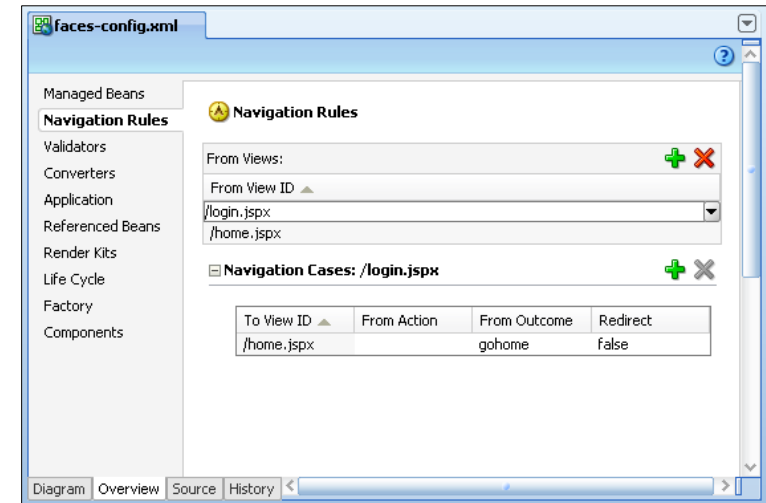 faces-config.xml
Managed Beans
Navigation Rules
Validators
Converters
Application
Referenced Beans
Render Kits
Life Cycle
Factory
Components
Navigation Rules
From Views:
From View ID
/login.jspx
/home.jspx
Navigation Cases: /login.jspx
To View ID From Action From Outcome Redirect
/home.jspx gohome false
Diagram Overview Source History